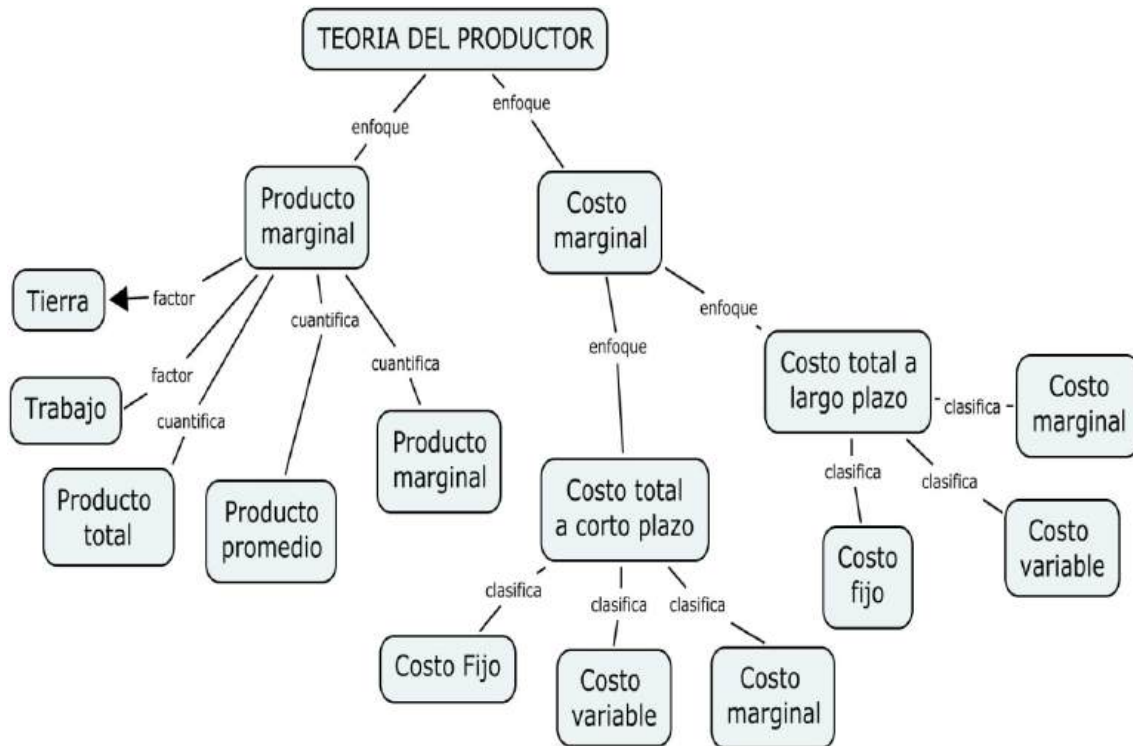 TEORIA DEL PRODUCTOR
enfoque
enfoque
Producto
marginal
Costo
marginal
Tierra
factor
cuantifica
enfoque
enfoque
factor
cuantifica
Trabajo
cuantifica
Costo total a
largo plazo
clasifica
Costo
marginal
Producto
marginal
Producto
total
Producto
promedio
Costo total
a corto plazo
clasifica
clasifica
Costo
fijo
Costo
variable
clasifica
clasifica
clasifica
Costo Fijo
Costo
variable
Costo
marginal